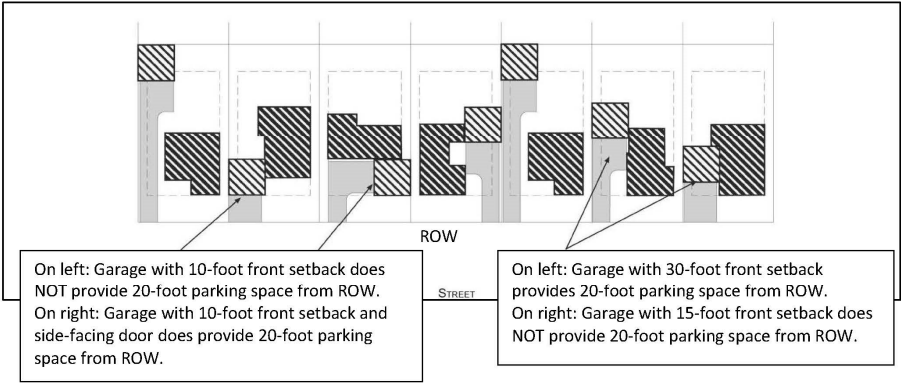 ROW
STREET
On left: Garage with 10-foot front setback does
NOT provide 20-foot parking space from ROW.
On right: Garage with 10-foot front setback and
side-facing door does provide 20-foot parking
space from ROW.
On left: Garage with 30-foot front setback
provides 20-foot parking space from ROW.
On right: Garage with 15-foot front setback does
NOT provide 20-foot parking space from ROW.